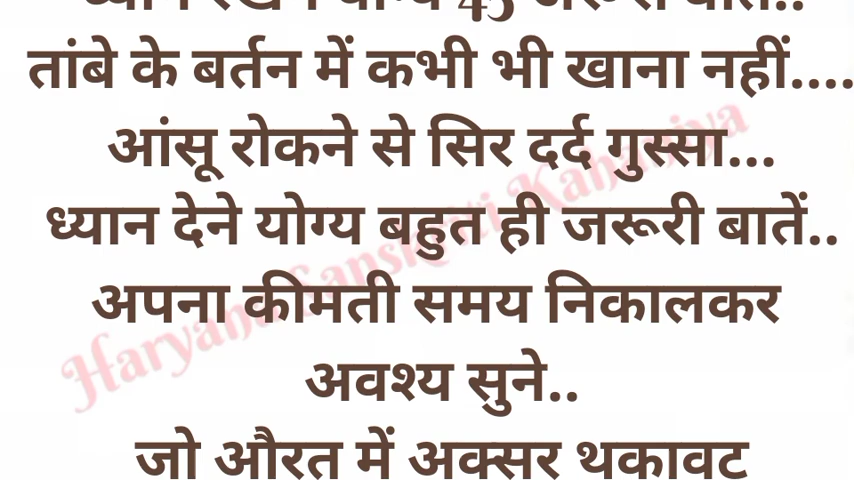 45
तांबे के बर्तन में कभी भी खाना नहीं....
आंसू रोकने से सिर दर्द गुस्सा...
ध्यान देने योग्य बहुत ही जरूरी बातें..
अपना कीमती समय निकालकर
अवश्य सुने..
जो औरत में अक्सर थकावट
Haryana Sanskriti Kahaniya